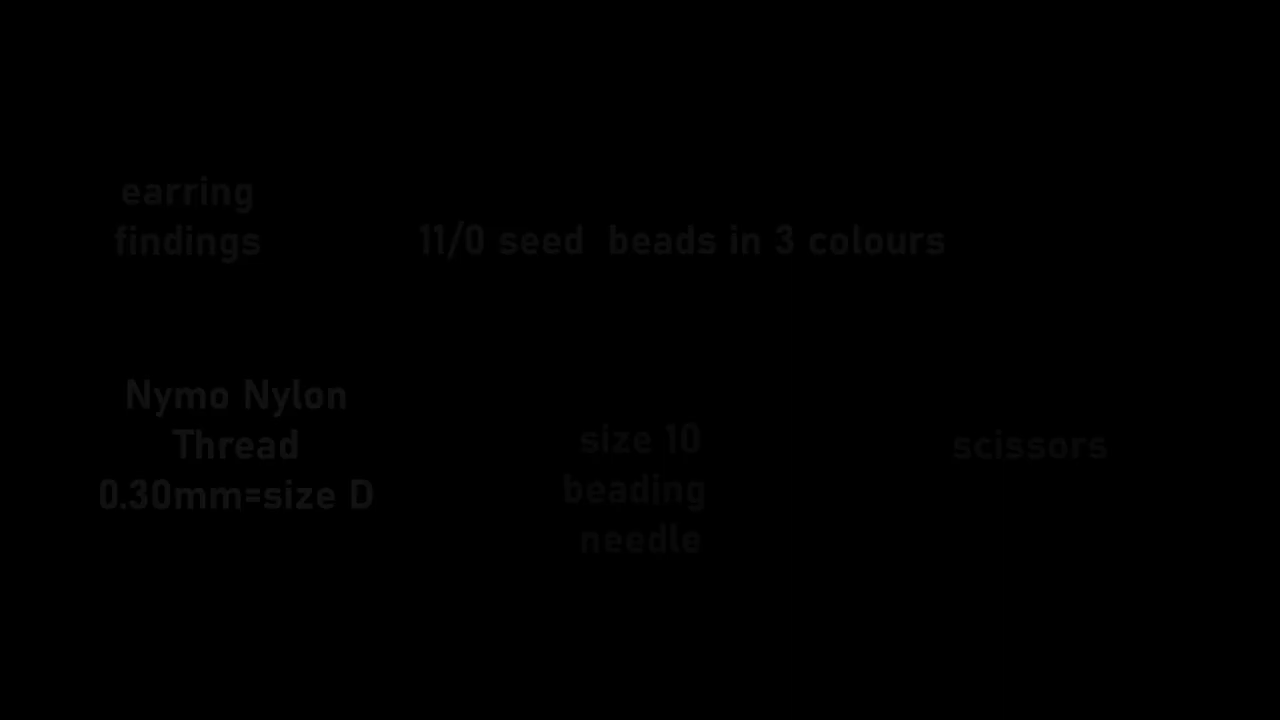 earring
findings
11/0 seed  beads in 3 colours
Nymo Nylon
Thread
0.30mm=size D
size 10
beading
needle
scissors